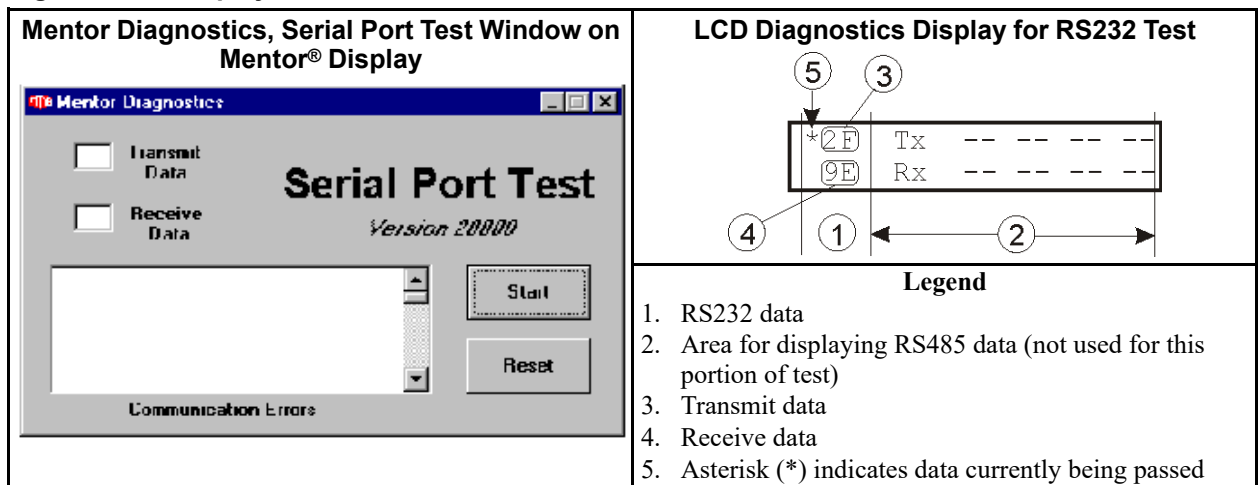 Mentor Diagnostics, Serial Port Test Window on
Mentor® Display
Mentor Diagnostics
Transmit
Data
Receive
Data
Serial Port Test
Version 20000
Start
Reset
Communication Errors
LCD Diagnostics Display for RS232 Test
5
3
*2F Tx -- -- -- --
9E Rx -- -- -- --
4
1
2
Legend
1. RS232 data
2. Area for displaying RS485 data (not used for this
portion of test)
3. Transmit data
4. Receive data
5. Asterisk (*) indicates data currently being passed